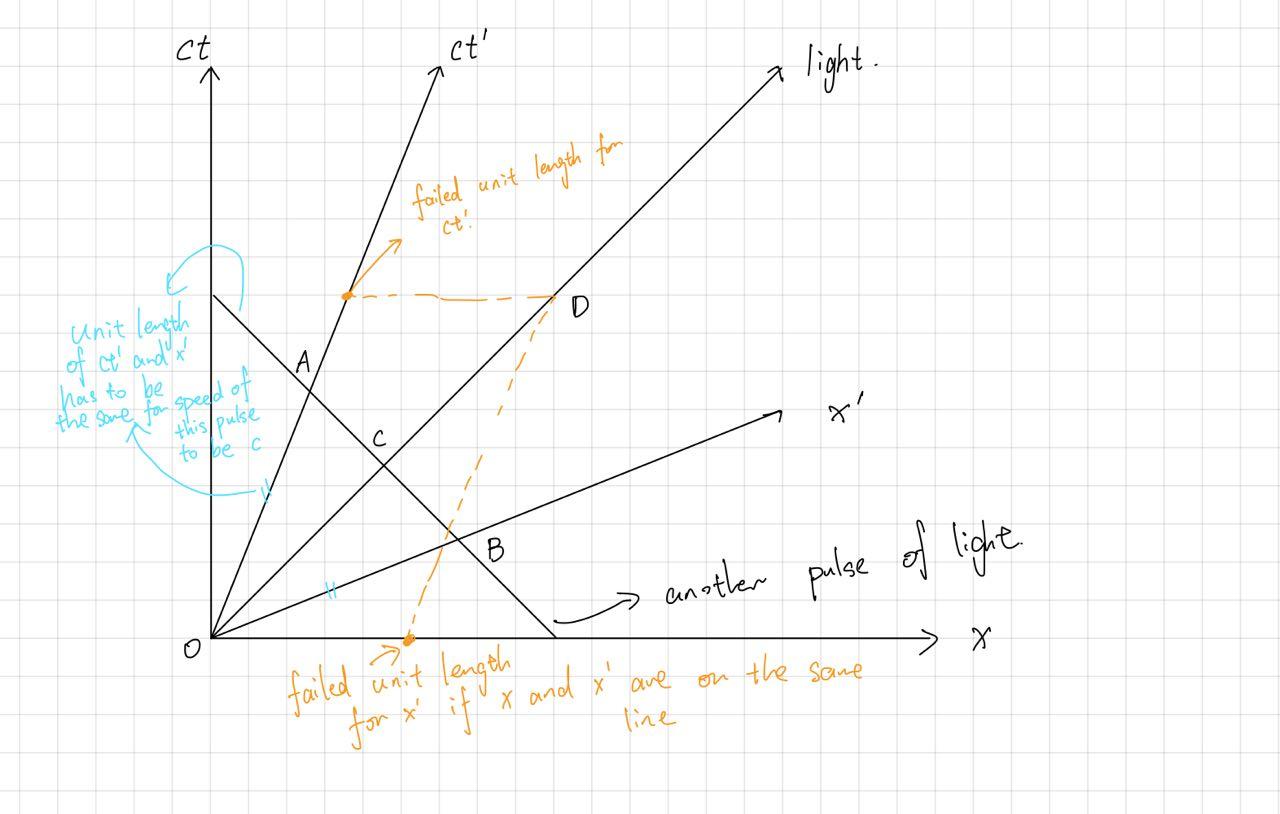 ct
ct'
light.
failed unit length for
ct'.
D
Unit length
of ct' and x'
has to be
the same for speed of
this pulse
to be c
A
C
x'
B
another pulse of light.
O
x
failed unit length
for x' if x and x' are on the same
line